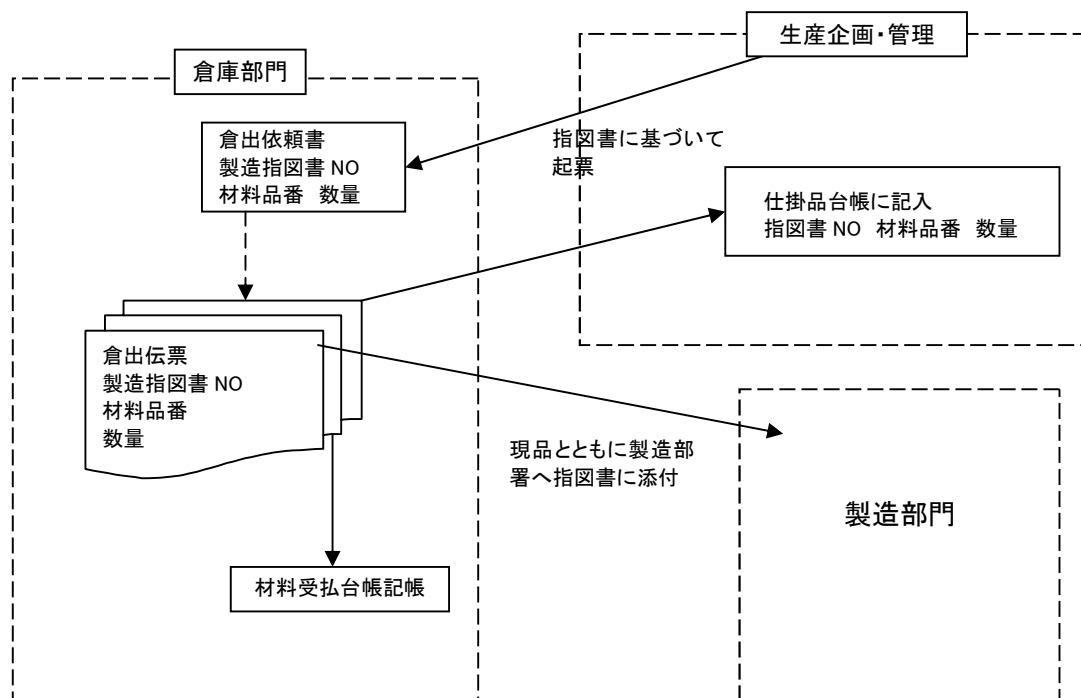 生産企画・管理
倉庫部門
倉出依頼書
製造指図書 NO
材料品番 数量
指図書に基づいて
起票
仕掛品台帳に記入
指図書 NO 材料品番 数量
倉出伝票
製造指図書 NO
材料品番
数量
現品とともに製造部
署へ指図書に添付
製造部門
材料受払台帳記帳